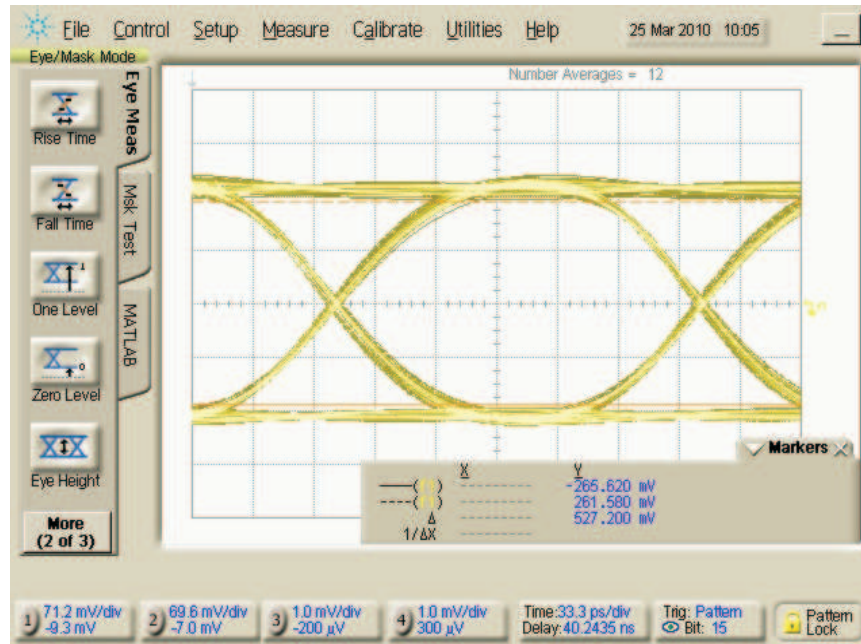 File Control Setup Measure Calibrate Utilities Help 25 Mar 2010 10:05
Eye/Mask Mode
Number Averages = 12
Eye Meas
Rise Time
Msk Test
Fall Time
One Level
MATLAB
Zero Level
Eye Height
More
(2 of 3)
Markers
X Y
-265.620 mV
261.580 mV
Δ 527.200 mV
1/ΔX
1) 71.2 mV/div 2) 69.6 mV/div 3) 1.0 mV/div 4) 1.0 mV/div Time:33.3 ps/div Trig: Pattern Pattern
-9.3 mV -7.0 mV -200 µV 300 µV Delay:40.2435 ns Bit: 15 Lock